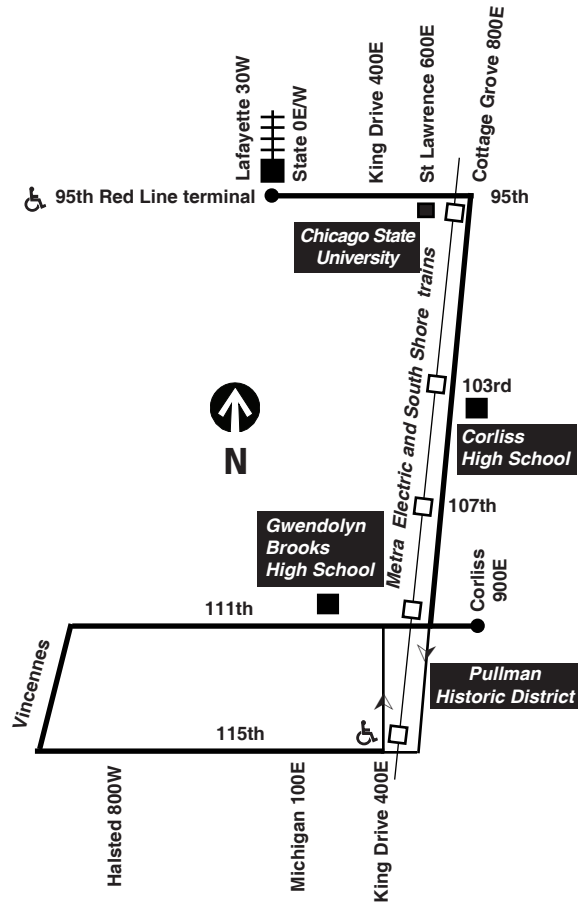 Lafayette 30W
State 0E/W
King Drive 400E
St Lawrence 600E
Cottage Grove 800E
95th Red Line terminal
95th
Chicago State
University
Metra Electric and South Shore trains
103rd
Corliss
High School
N
107th
Gwendolyn
Brooks
High School
Corliss
900E
111th
Vincennes
Pullman
Historic District
115th
Halsted 800W
Michigan 100E
King Drive 400E